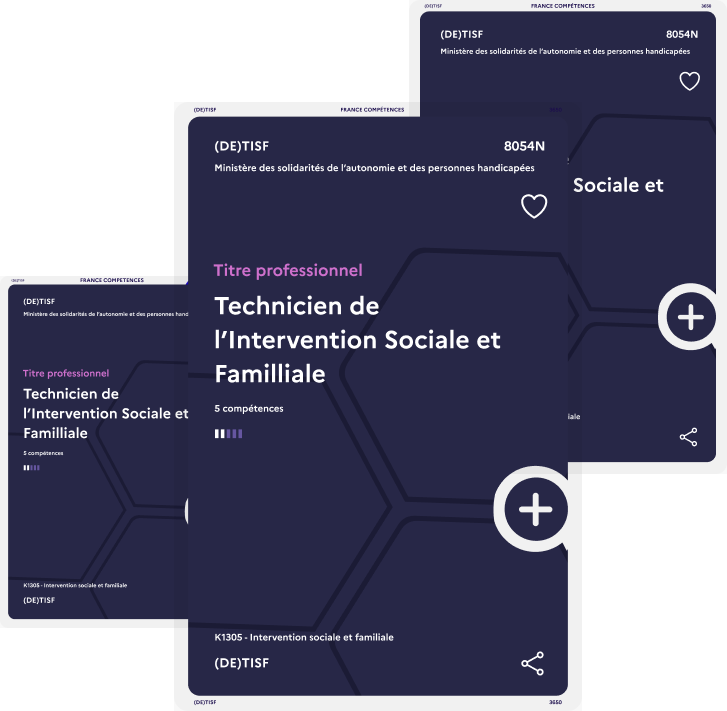 (DE)TISF FRANCE COMPÉTENCES 3650
(DE)TISF 8054N
Ministère des solidarités de l'autonomie et des personnes handicapées
Sociale et
iale
(DE)TISF FRANCE COMPÉTENCES 3650
(DE)TISF 8054N
Ministère des solidarités de l'autonomie et des personnes handicapées
Titre professionnel
Technicien de
l'Intervention Sociale et
Familliale
5 compétences
K1305 - Intervention sociale et familiale
(DE)TISF
(DE)TISF 3650
(DE)TISF FRANCE COMPETENCES
(DE)TISF
Ministère des solidarités de l'autonomie et des personnes hand
Titre professionnel
Technicien de
l'Intervention Sociale et
Familliale
5 compétences
K1305 - Intervention sociale et familiale
(DE)TISF